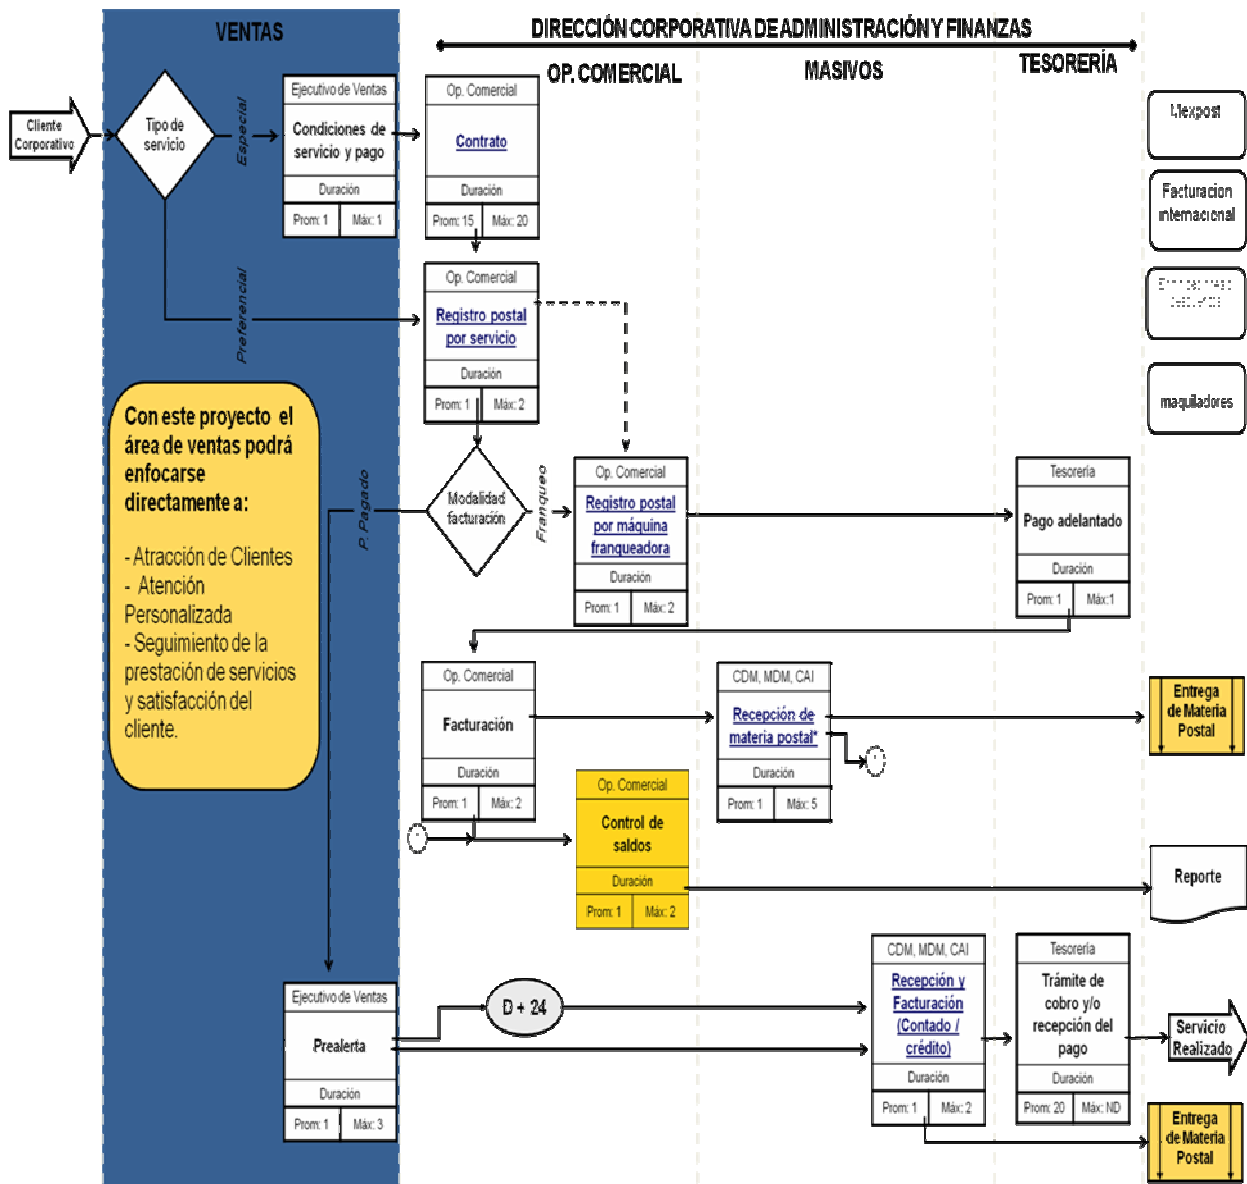 VENTAS
DIRECCIÓN CORPORATIVA DE ADMINISTRACIÓN Y FINANZAS
OP. COMERCIAL
MASIVOS
TESORERÍA
Cliente
Corporativo
Tipo de
servicio
Especial
Preferencial
Ejecutivo de Ventas
Condiciones de
servicio y pago
Duración
Prom: 1 Máx: 1
Op. Comercial
Contrato
Duración
Prom: 15 Máx: 20
Mexpost
Facturacion
internacional
maquiladores
Op. Comercial
Registro postal
por servicio
Duración
Prom: 1 Máx: 2
Con este proyecto el
área de ventas podrá
enfocarse
directamente a:
- Atracción de Clientes
- Atención
Personalizada
- Seguimiento de la
prestación de servicios
y satisfacción del
cliente.
P. Pagado
Modalidad
facturación
Franqueo
Op. Comercial
Registro postal
por máquina
franqueadora
Duración
Prom: 1 Máx: 2
Tesorería
Pago adelantado
Duración
Prom: 1 Máx:1
Op. Comercial
Facturación
Duración
Prom: 1 Máx: 2
CDM, MDM, CAI
Recepción de
materia postal*
Duración
Prom: 1 Máx: 5
Entrega
de Materia
Postal
Op. Comercial
Control de
saldos
Duración
Prom: 1 Máx: 2
Reporte
Ejecutivo de Ventas
Prealerta
Duración
Prom: 1 Máx: 3
D + 24
CDM, MDM, CAI
Recepción y
Facturación
(Contado /
crédito)
Duración
Prom: 1 Máx: 2
Tesorería
Trámite de
cobro y/o
recepción del
pago
Duración
Prom: 20 Máx: ND
Servicio
Realizado
Entrega
de Materia
Postal